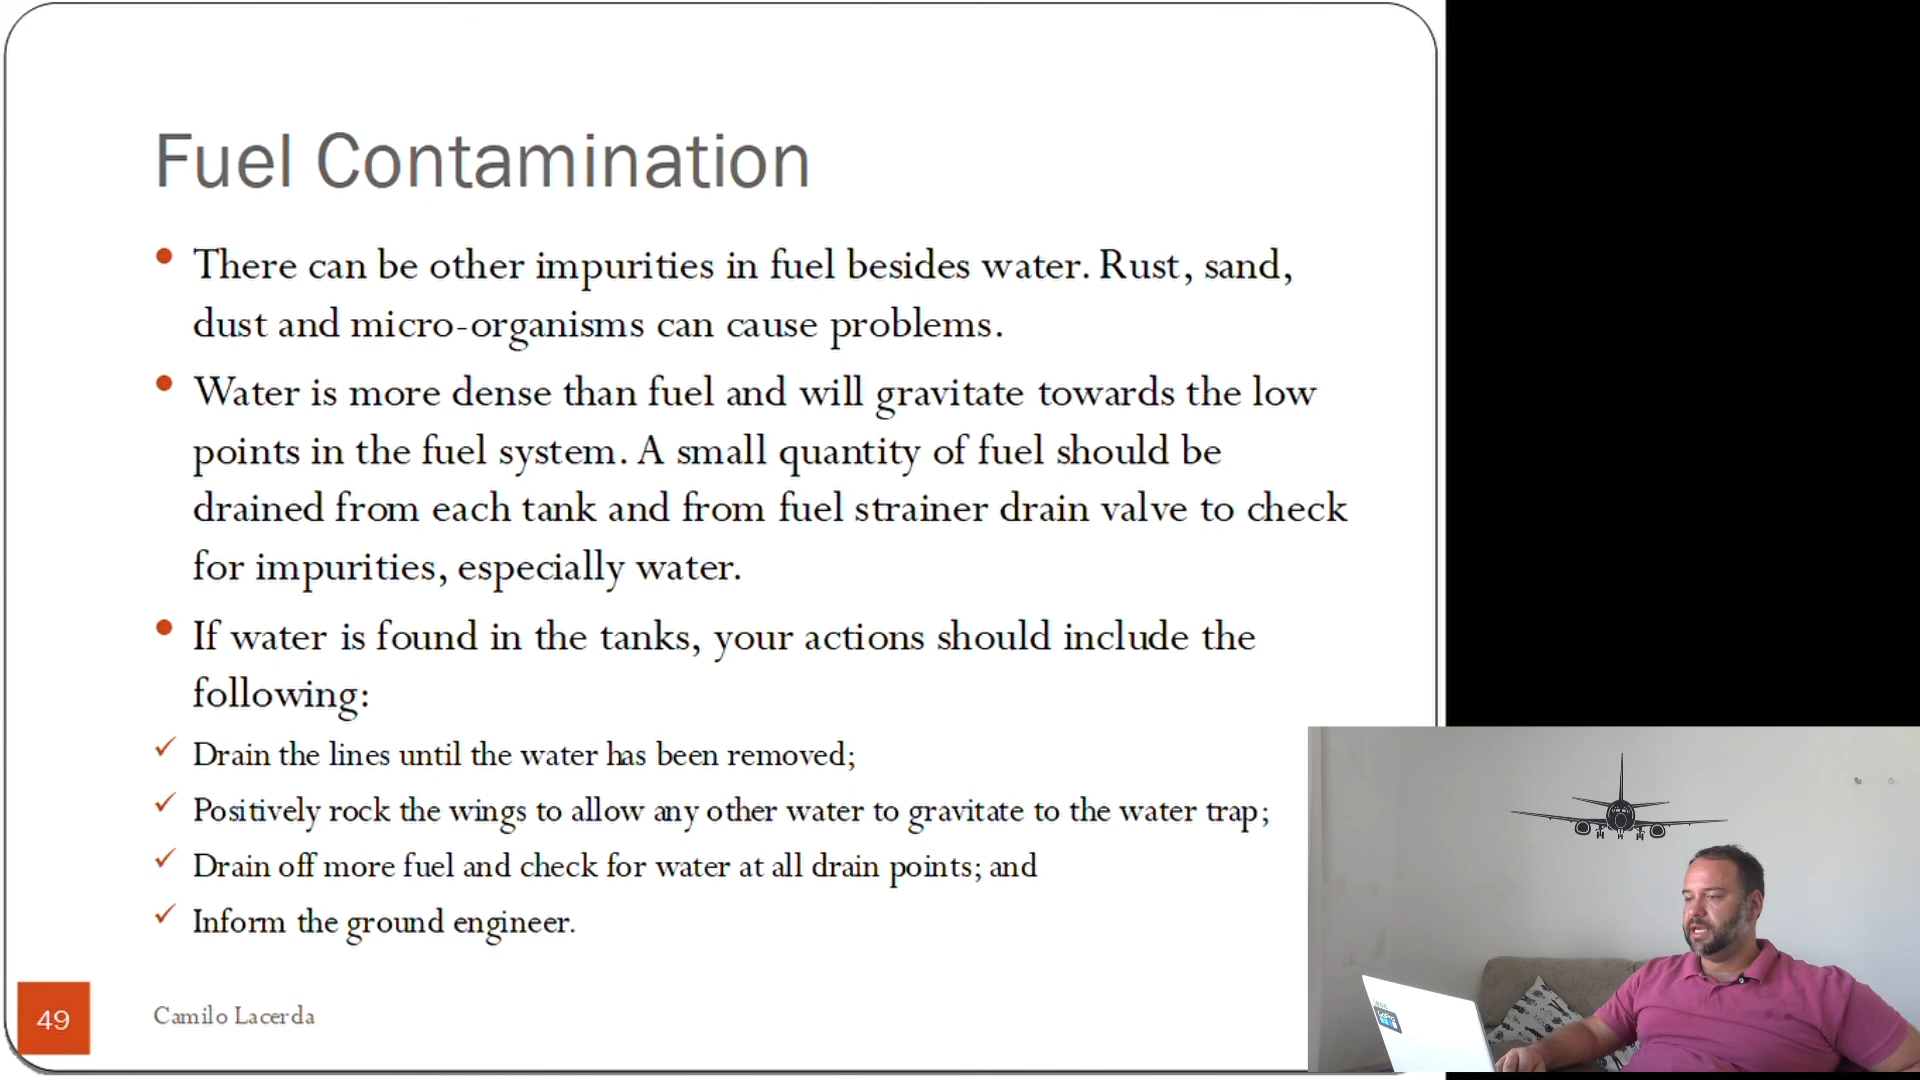 Fuel Contamination
There can be other impurities in fuel besides water. Rust, sand,
dust and micro-organisms can cause problems.
Water is more dense than fuel and will gravitate towards the low
points in the fuel system. A small quantity of fuel should be
drained from each tank and from fuel strainer drain valve to check
for impurities, especially water.
If water is found in the tanks, your actions should include the
following:
Drain the lines until the water has been removed;
Positively rock the wings to allow any other water to gravitate to the water trap;
Drain off more fuel and check for water at all drain points; and
Inform the ground engineer.
49
Camilo Lacerda
GoPro